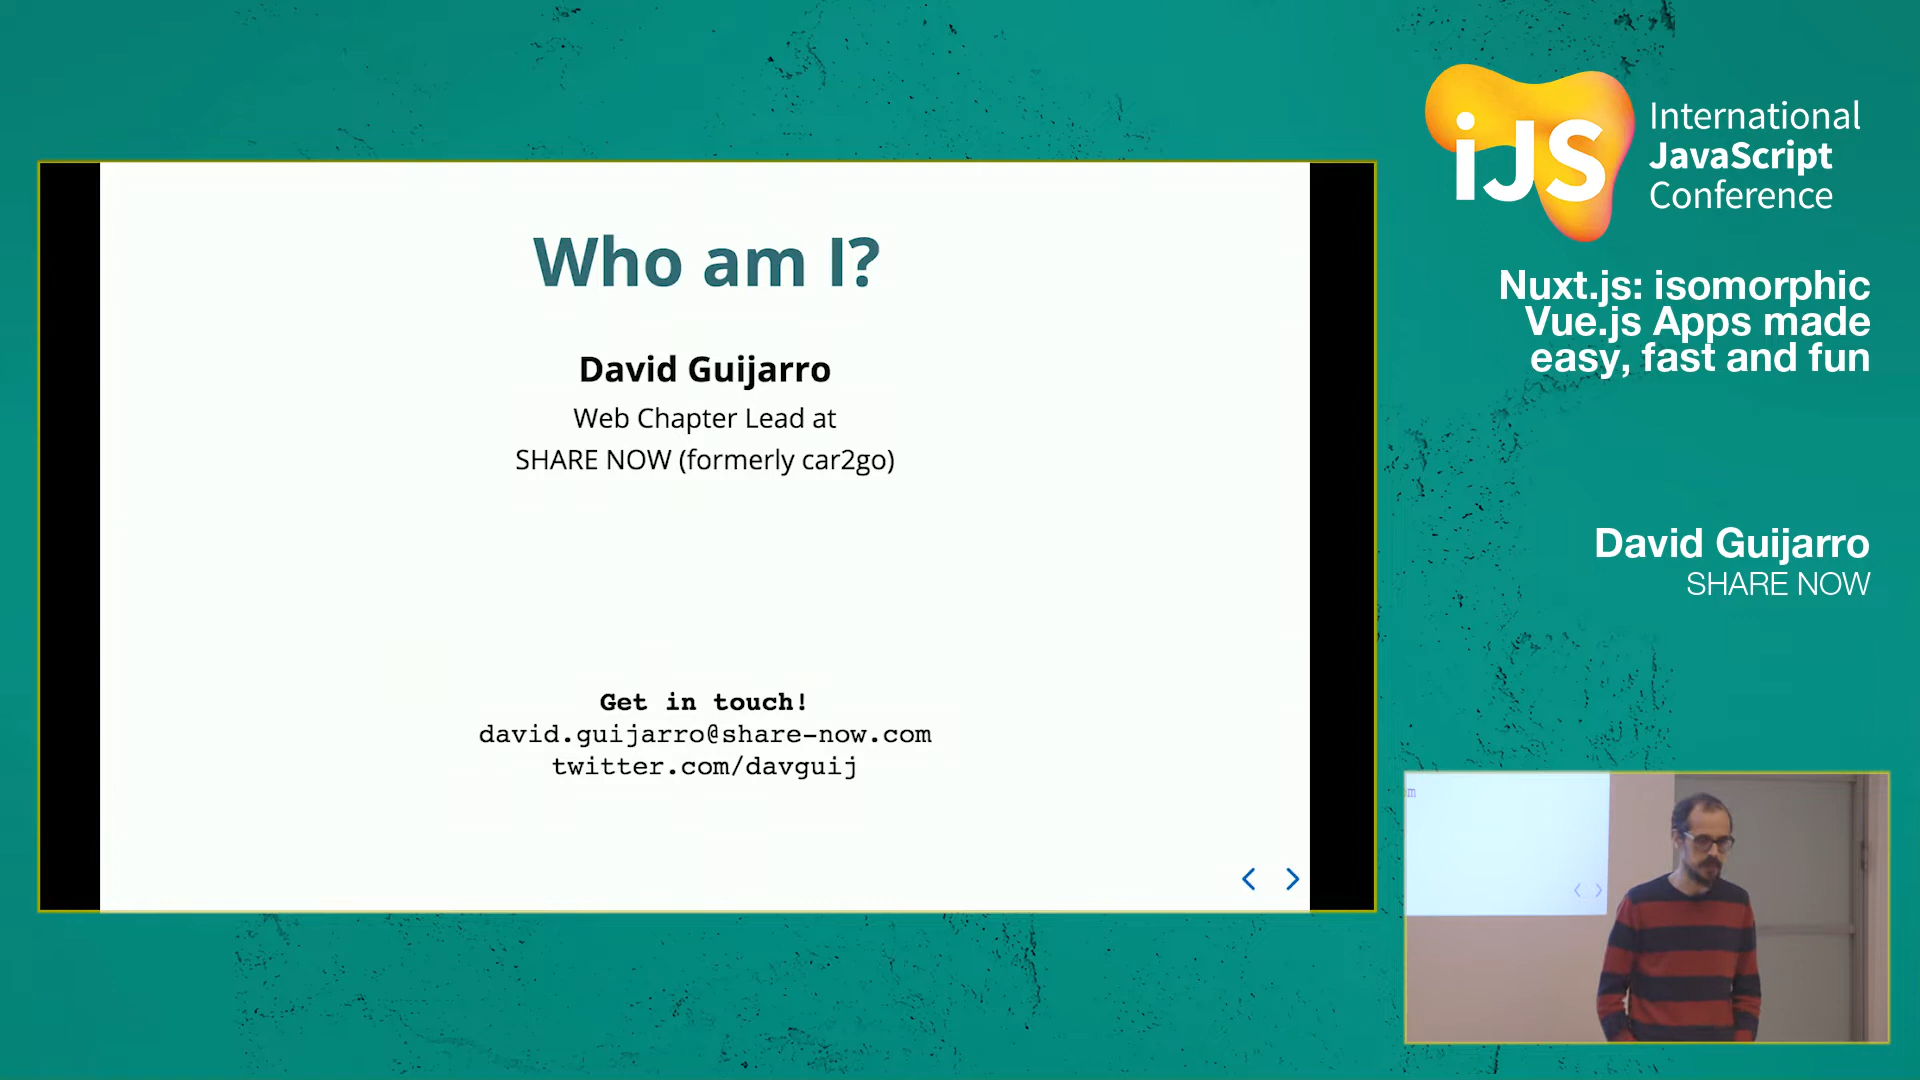 Who am I?
David Guijarro
Web Chapter Lead at
SHARE NOW (formerly car2go)
Get in touch!
david.guijarro@share-now.com
twitter.com/davguij
iJS
International
JavaScript
Conference
Nuxt.js: isomorphic
Vue.js Apps made
easy, fast and fun
David Guijarro
SHARE NOW
m